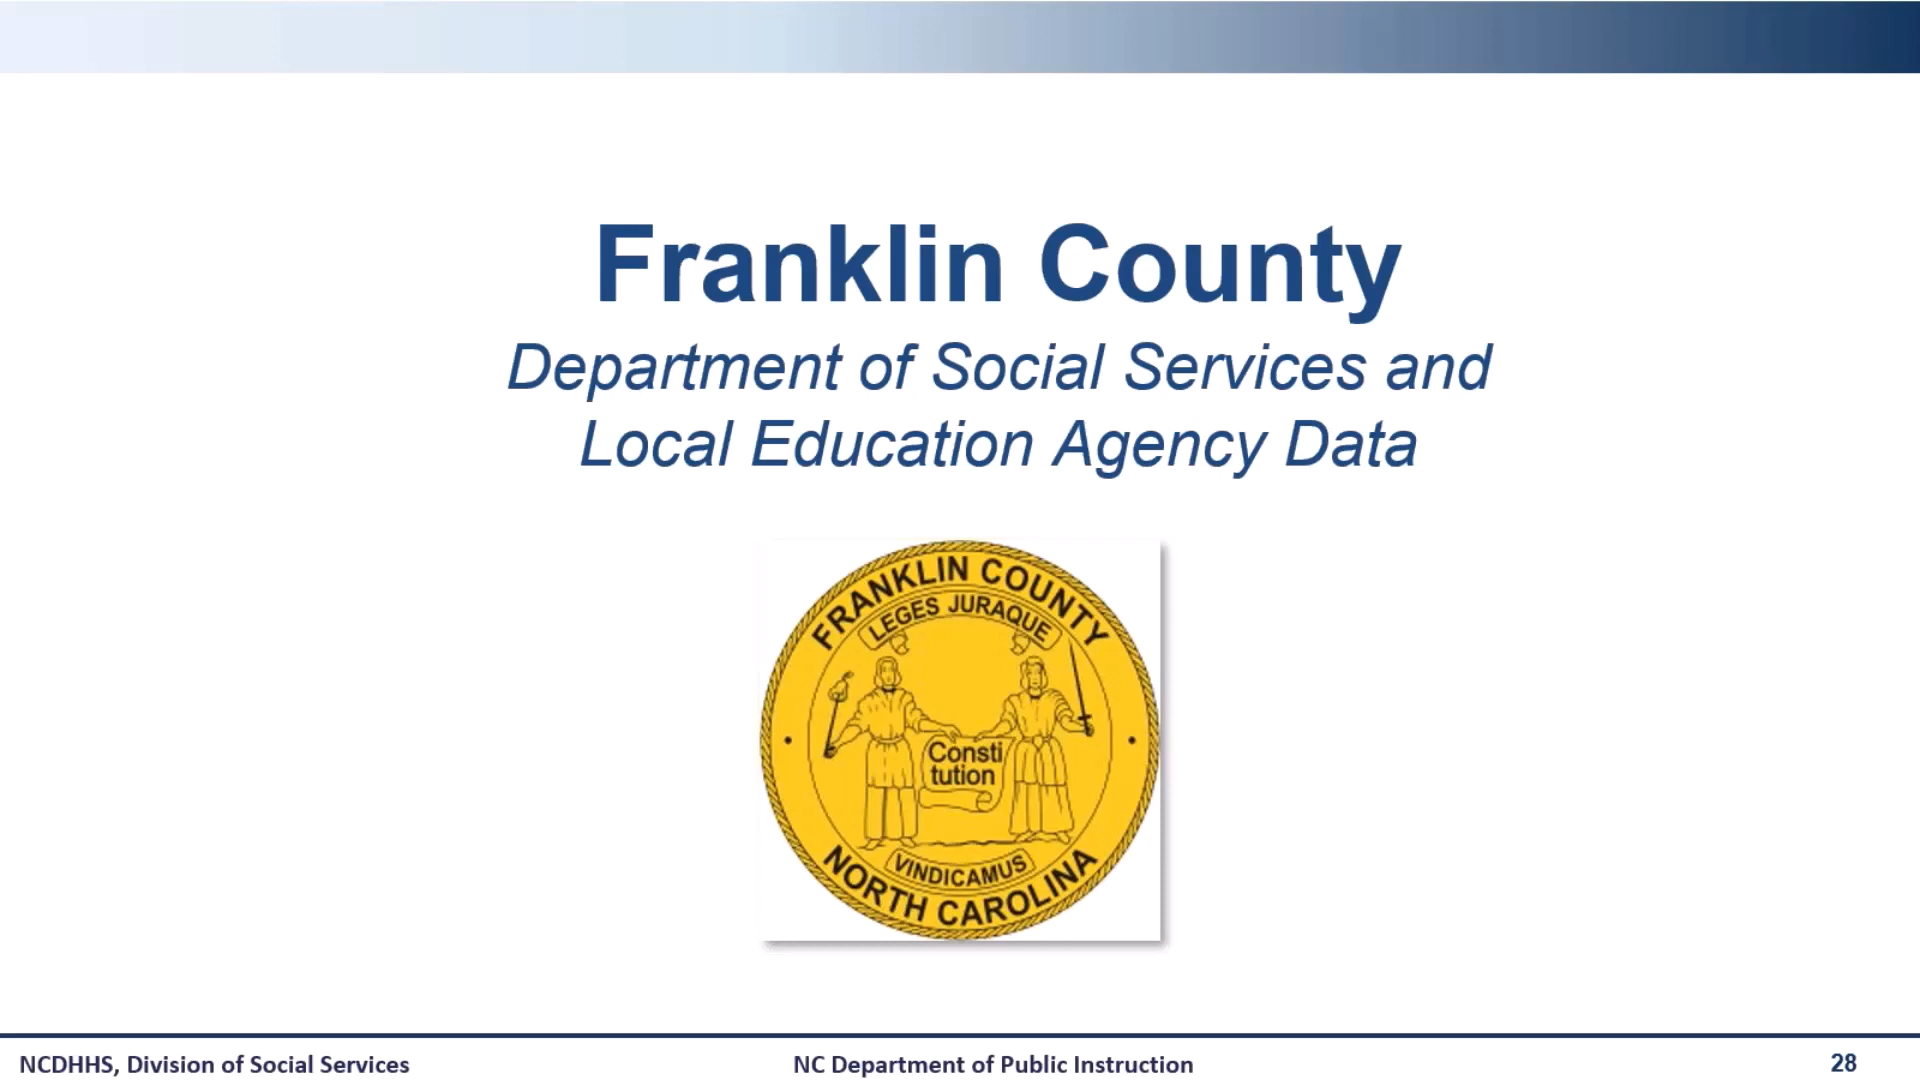 Franklin County
Department of Social Services and
Local Education Agency Data
FRANKLIN COUNTY
LEGES JURAQUE
Consti
tution
VINDICAMUS
NORTH CAROLINA
NCDHHS, Division of Social Services
NC Department of Public Instruction
28